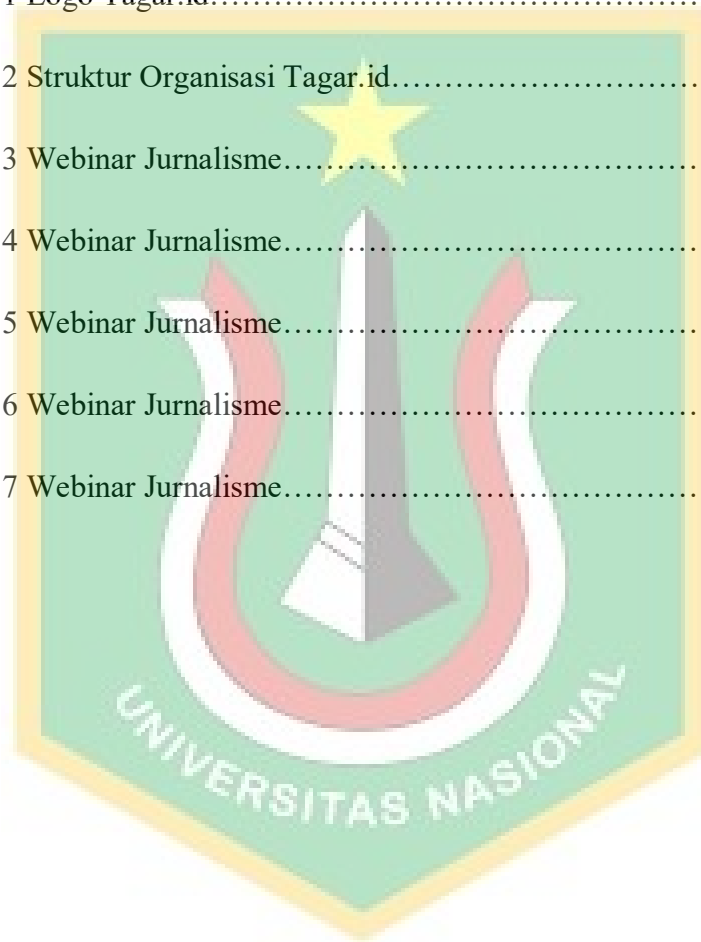 1 Logo Tagar.id……………………………………………
2 Struktur Organisasi Tagar.id……………………………
3 Webinar Jurnalisme………………………………………
4 Webinar Jurnalisme………………………………………
5 Webinar Jurnalisme………………………………………
6 Webinar Jurnalisme………………………………………
7 Webinar Jurnalisme………………………………………
UNIVERSITAS NASIONAL